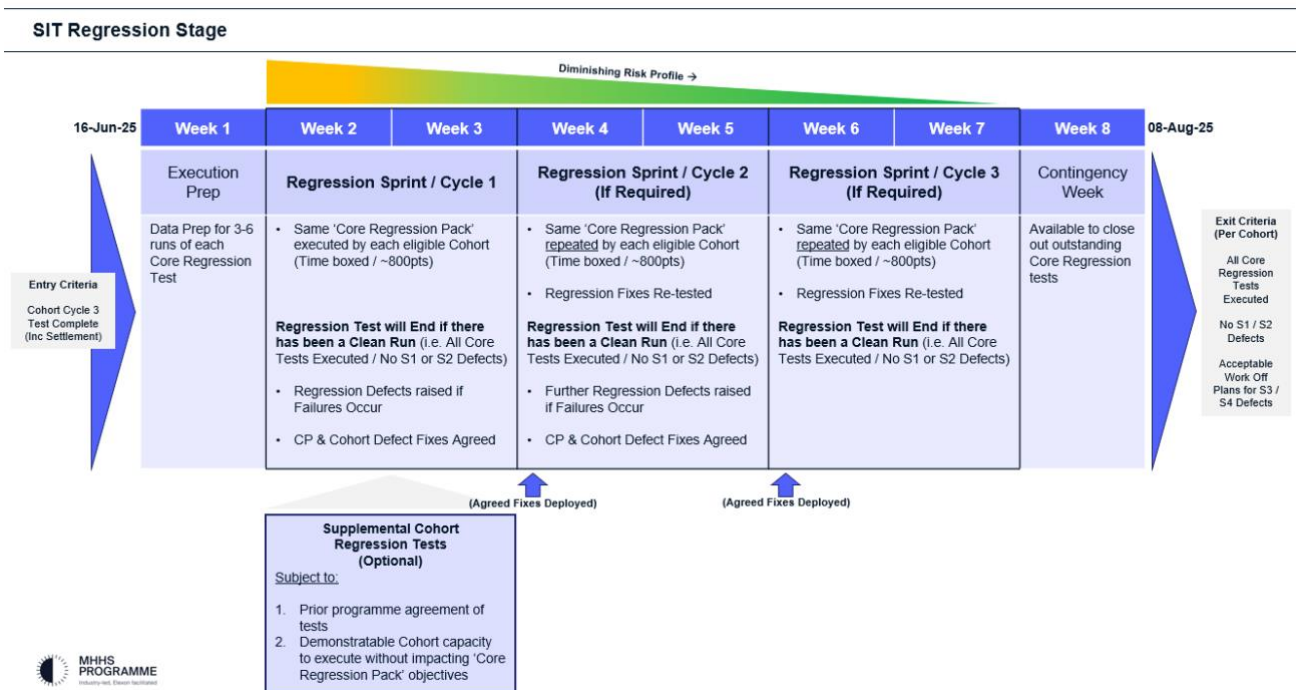 SIT Regression Stage
Diminishing Risk Profile →
16-Jun-25
Week 1
Week 2
Week 3
Week 4
Week 5
Week 6
Week 7
Week 8
08-Aug-25
Entry Criteria
Cohort Cycle 3
Test Complete
(Inc Settlement)
Execution
Prep
Data Prep for 3-6
runs of each
Core Regression
Test
Regression Sprint / Cycle 1
• Same ‘Core Regression Pack’
executed by each eligible Cohort
(Time boxed / ~800pts)
Regression Test will End if there
has been a Clean Run (i.e. All Core
Tests Executed / No S1 or S2 Defects)
• Regression Defects raised if
Failures Occur
• CP & Cohort Defect Fixes Agreed
Regression Sprint / Cycle 2
(If Required)
• Same ‘Core Regression Pack’
repeated by each eligible Cohort
(Time boxed / ~800pts)
• Regression Fixes Re-tested
Regression Test will End if there
has been a Clean Run (i.e. All Core
Tests Executed / No S1 or S2 Defects)
• Further Regression Defects raised
if Failures Occur
• CP & Cohort Defect Fixes Agreed
Regression Sprint / Cycle 3
(If Required)
• Same ‘Core Regression Pack’
repeated by each eligible Cohort
(Time boxed / ~800pts)
• Regression Fixes Re-tested
Regression Test will End if there
has been a Clean Run (i.e. All Core
Tests Executed / No S1 or S2 Defects)
Contingency
Week
Available to close
out outstanding
Core Regression
tests
Exit Criteria
(Per Cohort)
All Core
Regression
Tests
Executed
No S1 / S2
Defects
Acceptable
Work Off
Plans for S3 /
S4 Defects
(Agreed Fixes Deployed)
(Agreed Fixes Deployed)
Supplemental Cohort
Regression Tests
(Optional)
Subject to:
1. Prior programme agreement of
tests
2. Demonstratable Cohort capacity
to execute without impacting ‘Core
Regression Pack’ objectives
MHHS
PROGRAMME
Industry-led, Elexon facilitated